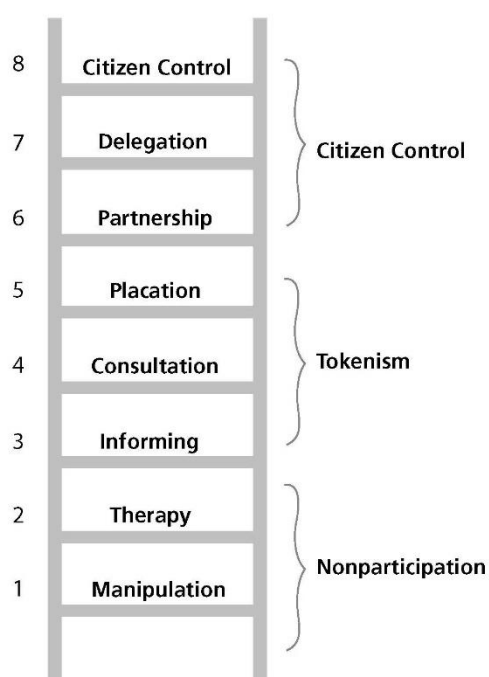 8 Citizen Control
7 Delegation
6 Partnership
Citizen Control
5 Placation
4 Consultation
3 Informing
Tokenism
2 Therapy
1 Manipulation
Nonparticipation